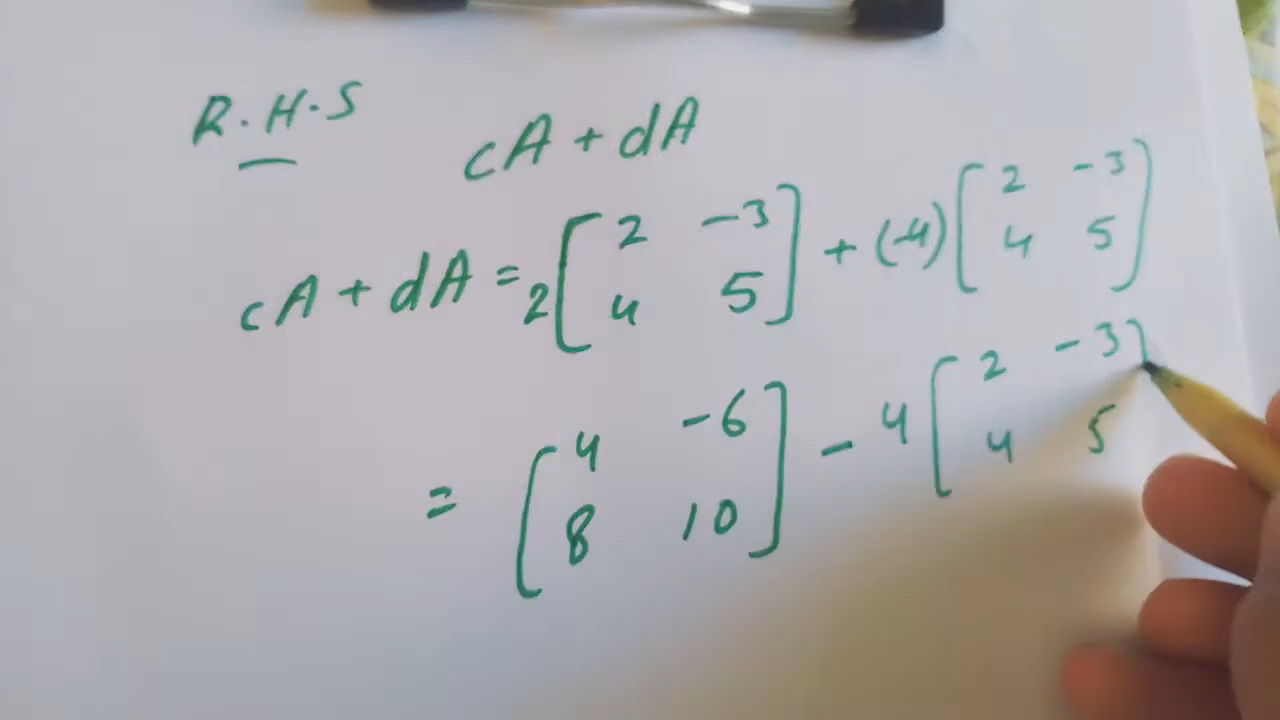 R.H.S
cA + dA
cA + dA = 2 [ 2 -3 ] + (-4) [ 2 -3 ]
4 5 4 5
= [ 4 -6 ] - 4 [ 2 -3 ]
8 10 4 5